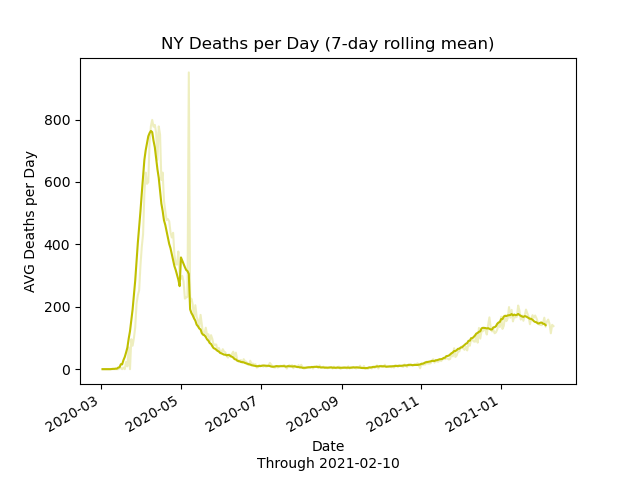 NY Deaths per Day (7-day rolling mean)
AVG Deaths per Day
800
600
400
200
0
2020-03
2020-05
2020-07
2020-09
2020-11
2021-01
Date
Through 2021-02-10